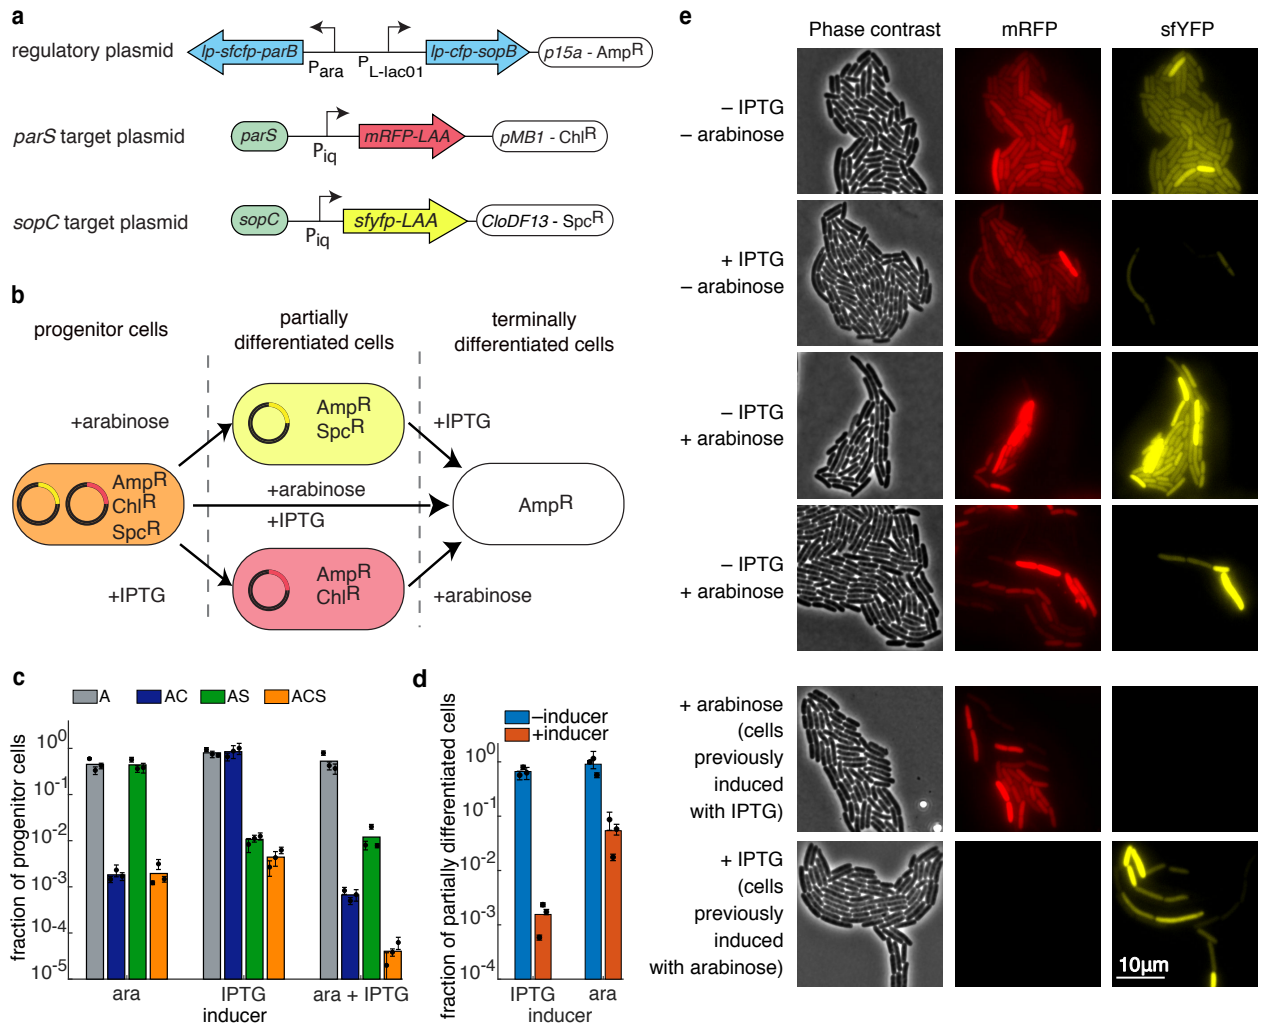 a
regulatory plasmid
lp-sfcfp-parB
PAra
PL-lac01
lp-cfp-sopB
p15a - AmpR
parS target plasmid
parS
Piq
mRFP-LAA
pMB1 - ChlR
sopC target plasmid
sopC
Piq
sfyfp-LAA
CloDF13 - SpcR
b
progenitor cells
partially
differentiated cells
terminally
differentiated cells
+arabinose
AmpR
SpcR
+IPTG
AmpR
ChlR
SpcR
+arabinose
+IPTG
AmpR
+IPTG
AmpR
ChlR
+arabinose
c
A
AC
AS
ACS
fraction of progenitor cells
10^0
10^-1
10^-2
10^-3
10^-4
10^-5
ara
IPTG
ara + IPTG
inducer
d
–inducer
+inducer
fraction of partially differentiated cells
10^0
10^-1
10^-2
10^-3
10^-4
IPTG
ara
inducer
e
Phase contrast
mRFP
sfYFP
– IPTG
– arabinose
+ IPTG
– arabinose
– IPTG
+ arabinose
– IPTG
+ arabinose
+ arabinose
(cells
previously
induced
with IPTG)
+ IPTG
(cells
previously
induced
with arabinose)
10µm